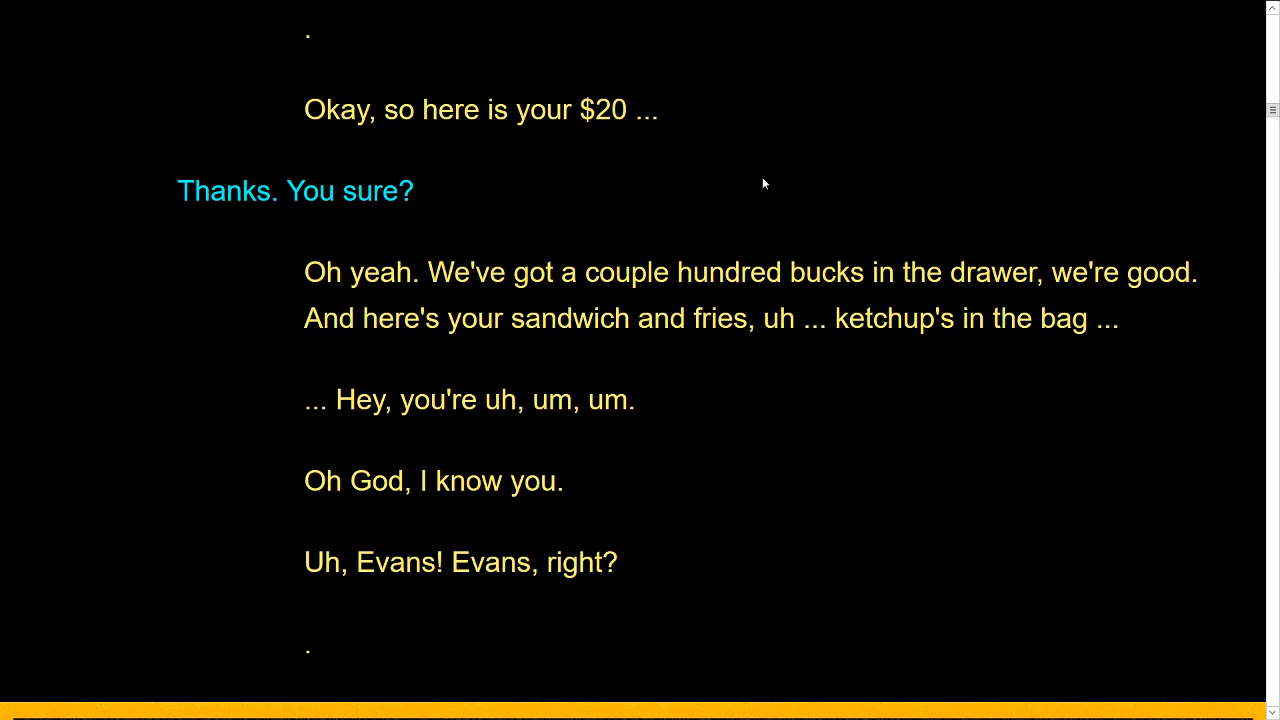 .
Okay, so here is your $20 ...
Thanks. You sure?
Oh yeah. We've got a couple hundred bucks in the drawer, we're good.
And here's your sandwich and fries, uh ... ketchup's in the bag ...
... Hey, you're uh, um, um.
Oh God, I know you.
Uh, Evans! Evans, right?
.